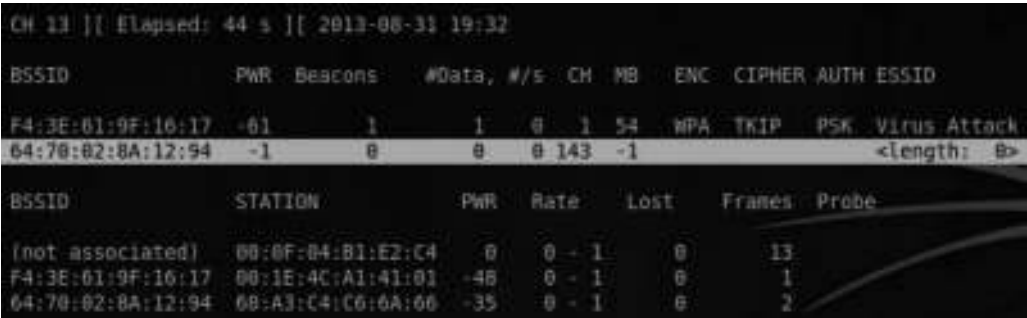 CH 13 ][ Elapsed: 44 s ][ 2013-08-31 19:32
BSSID PWR Beacons #Data, #/s CH MB ENC CIPHER AUTH ESSID
F4:3E:61:9F:16:17 -61 1 1 0 1 54 WPA TKIP PSK Virus Attack
64:70:02:8A:12:94 -1 0 0 0 143 -1 <length: 0>
BSSID STATION PWR Rate Lost Frames Probe
(not associated) 00:0F:04:B1:E2:C4 0 0 - 1 0 13
F4:3E:61:9F:16:17 00:1E:4C:A1:41:01 -48 0 - 1 0 1
64:70:02:8A:12:94 68:A3:C4:C6:6A:66 -35 0 - 1 0 2